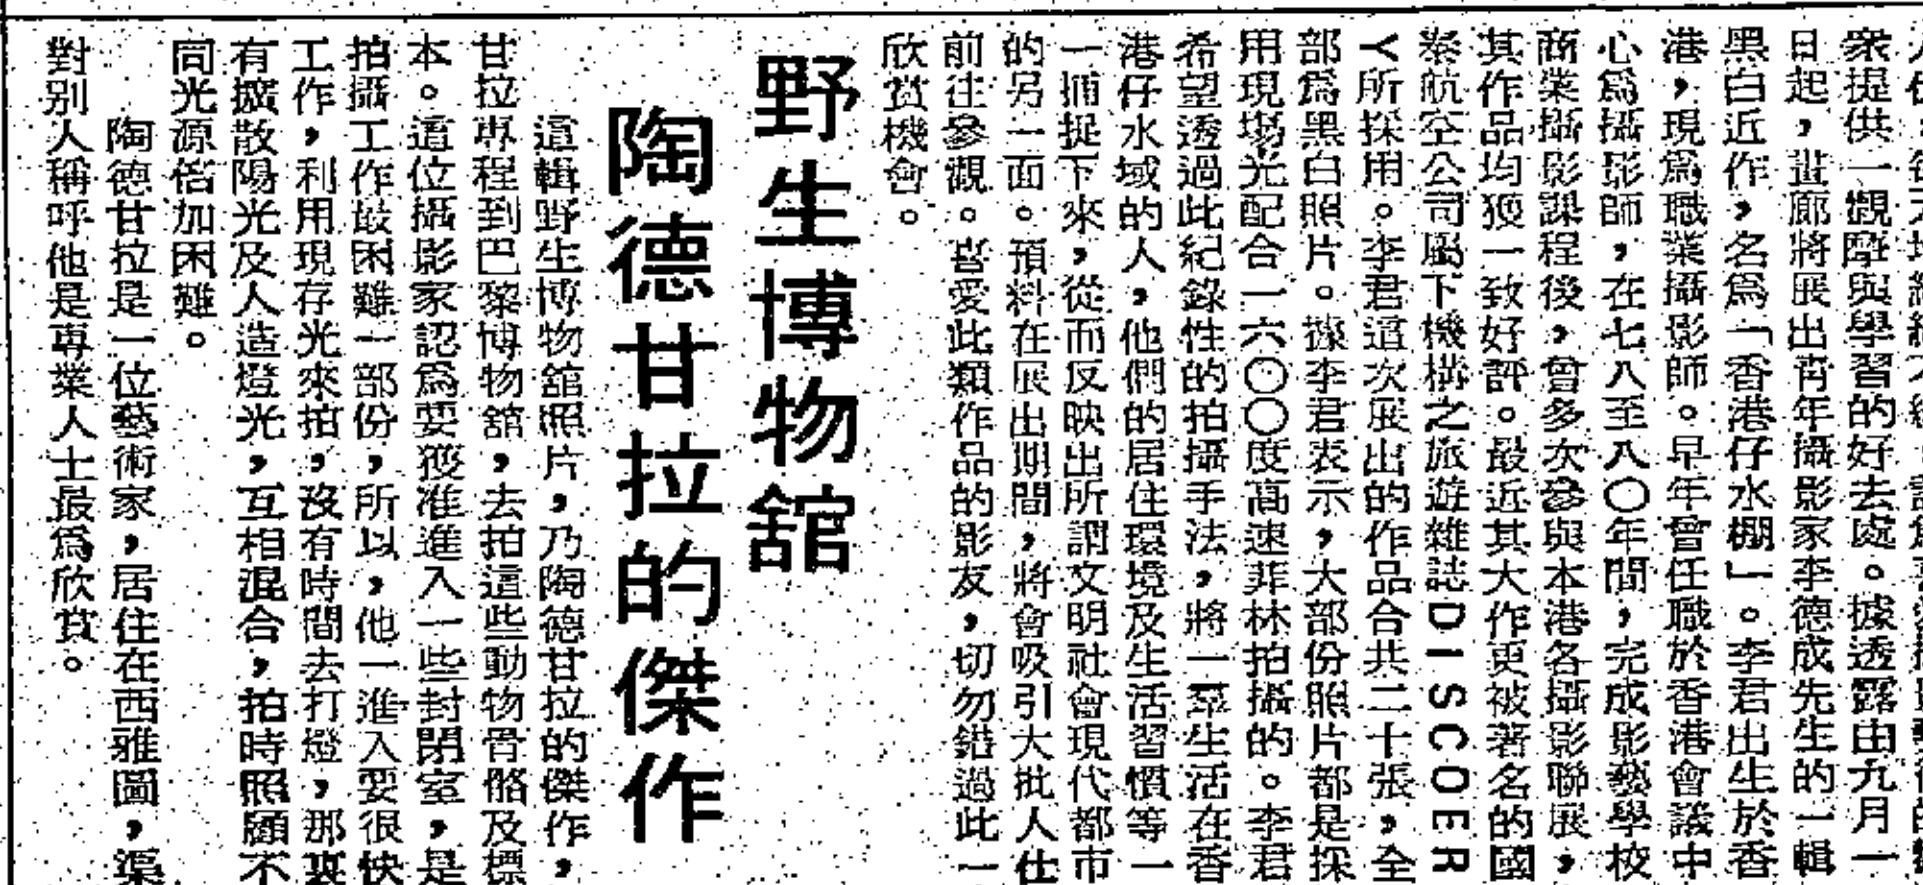 衆提供一觀摩與學習的好去處。據透露由九月一
日起，畫廊將展出青年攝影家李德成先生的一輯
黑白近作，名爲「香港仔水棚」。李君出生於香
港，現爲職業攝影師。早年曾任職於香港會議中
心爲攝影師，在七八至八〇年間，完成影藝學校
商業攝影課程後，曾多次參與本港各攝影聯展，
其作品均獲一致好評。最近其大作更被著名的國
泰航空公司屬下機構之旅遊雜誌DISCOER
Y所採用。李君這次展出的作品合共二十張，全
部爲黑白照片。據李君表示，大部份照片都是採
用現場光配合一六〇〇度高速菲林拍攝的。李君
希望透過此紀錄性的拍攝手法，將一羣生活在香
港仔水域的人，他們的居住環境及生活習慣等一
一捕捉下來，從而反映出所謂文明社會現代都市
的另一面。預料在展出期間，將會吸引大批人仕
前往參觀。喜愛此類作品的影友，切勿錯過此一
欣賞機會。
野生博物舘
陶德甘拉的傑作
這輯野生博物舘照片，乃陶德甘拉的傑作，
甘拉專程到巴黎博物舘，去拍這些動物骨骼及標
本。這位攝影家認爲要獲准進入一些封閉室，是
拍攝工作最困難一部份，所以，他一進入要很快
工作，利用現存光來拍，沒有時間去打燈，那裏
有擴散陽光及人造燈光，互相混合，拍時照顧不
同光源倍加困難。
陶德甘拉是一位藝術家，居住在西雅圖，渠
對別人稱呼他是專業人士最爲欣賞。